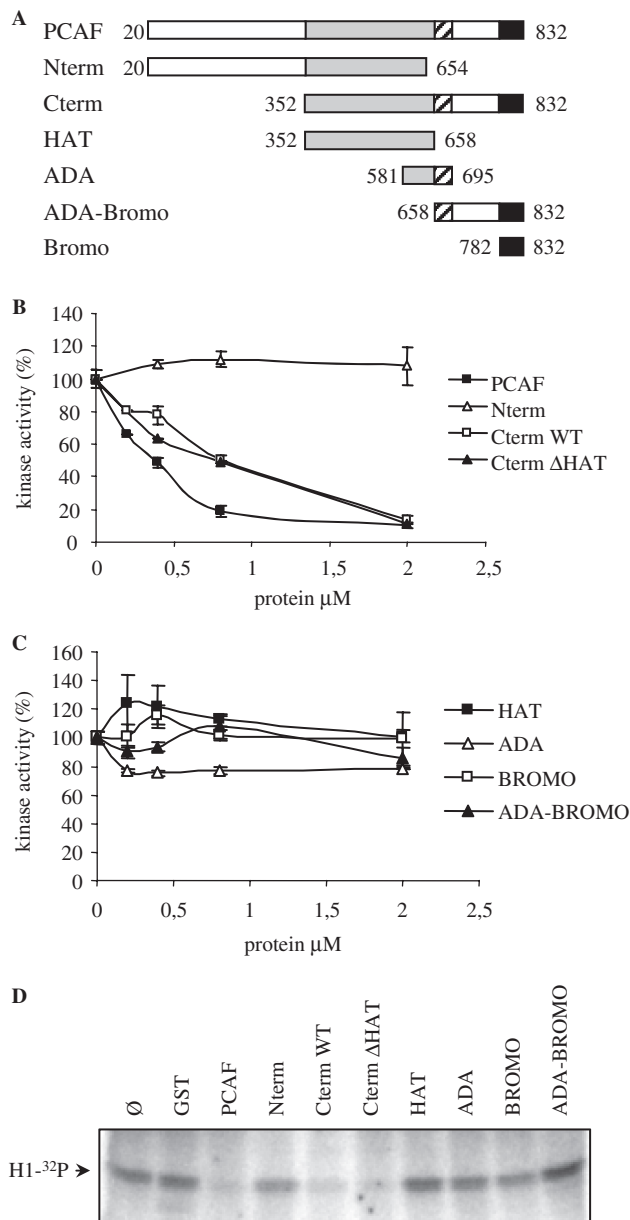 A
PCAF 20 832
Nterm 20 654
Cterm 352 832
HAT 352 658
ADA 581 695
ADA-Bromo 658 832
Bromo 782 832
B
140
120
100
80
60
40
20
0
kinase activity (%)
0 0,5 1 1,5 2 2,5
protein µM
PCAF
Nterm
Cterm WT
Cterm ΔHAT
C
160
140
120
100
80
60
40
20
0
kinase activity (%)
0 0,5 1 1,5 2 2,5
protein µM
HAT
ADA
BROMO
ADA-BROMO
D
Ø GST PCAF Nterm Cterm WT Cterm ΔHAT HAT ADA BROMO ADA-BROMO
H1-³²P